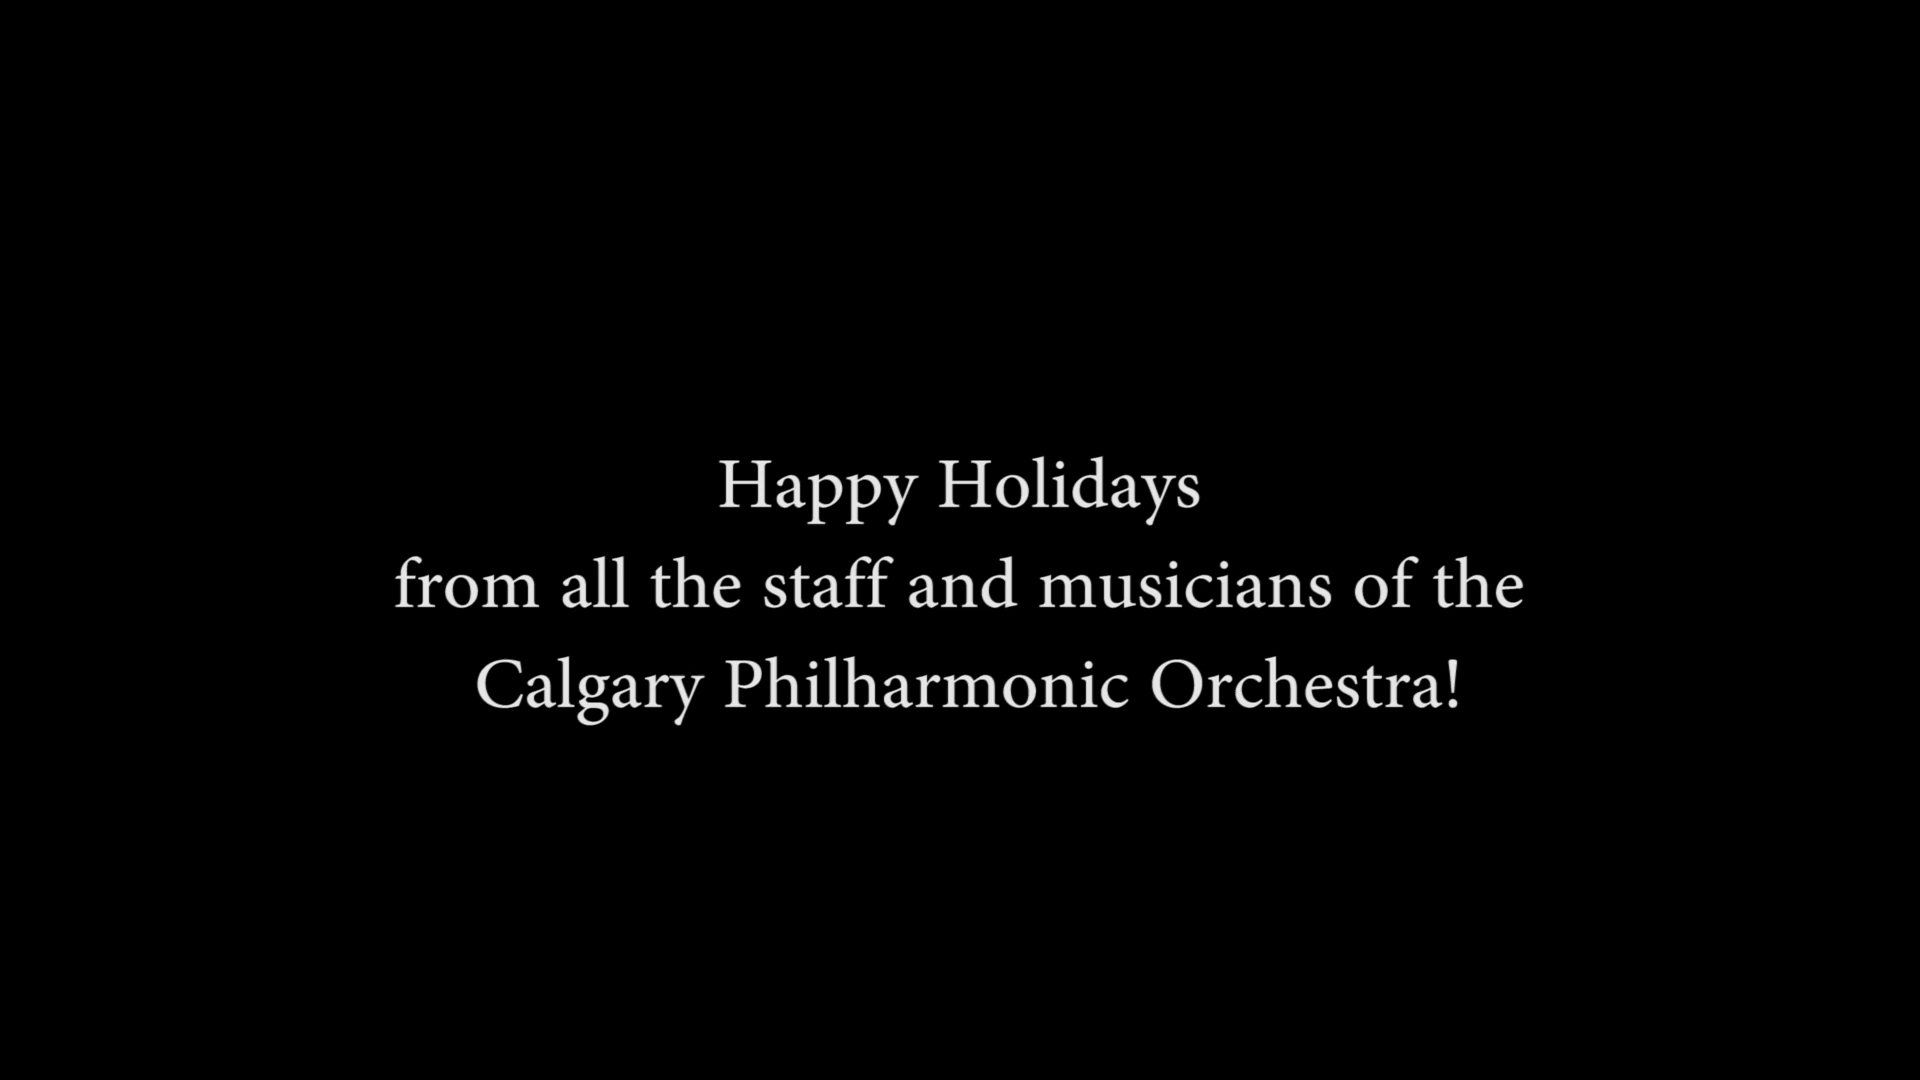 Happy Holidays
from all the staff and musicians of the
Calgary Philharmonic Orchestra!